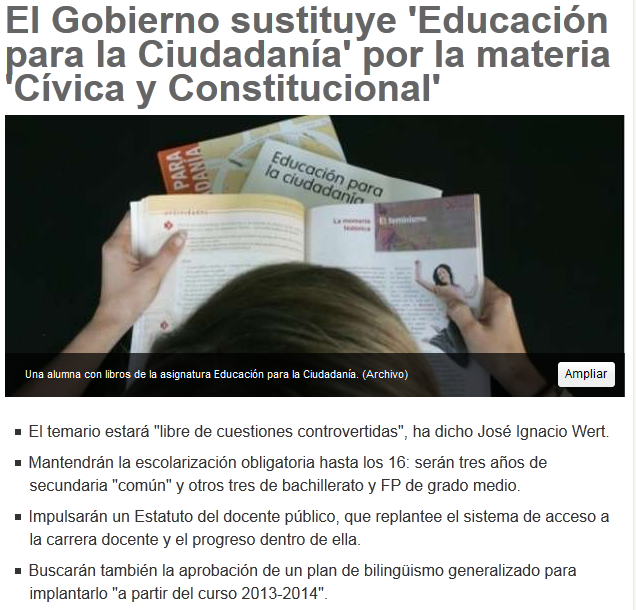 El Gobierno sustituye 'Educación
para la Ciudadanía' por la materia
'Cívica y Constitucional'
PARA
Educación para
la ciudadanía
La memoria
histórica
El feminismo
Una alumna con libros de la asignatura Educación para la Ciudadanía. (Archivo)
Ampliar
El temario estará "libre de cuestiones controvertidas", ha dicho José Ignacio Wert.
Mantendrán la escolarización obligatoria hasta los 16: serán tres años de
secundaria "común" y otros tres de bachillerato y FP de grado medio.
Impulsarán un Estatuto del docente público, que replantee el sistema de acceso a
la carrera docente y el progreso dentro de ella.
Buscarán también la aprobación de un plan de bilingüismo generalizado para
implantarlo "a partir del curso 2013-2014".